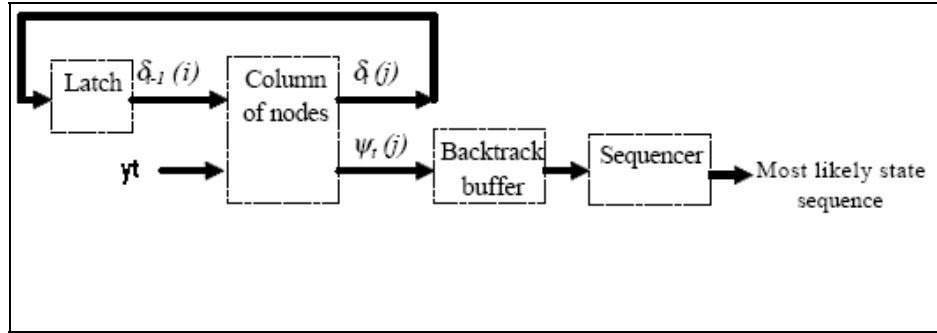 Latch
δt-1 (i)
Column
of nodes
δt (j)
yt
ψt (j)
Backtrack
buffer
Sequencer
Most likely state
sequence